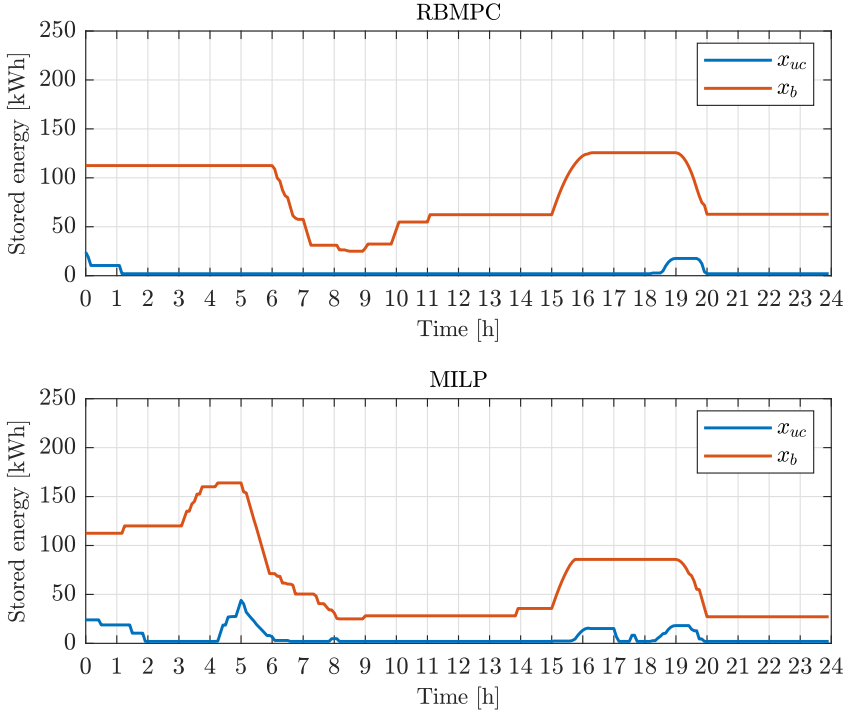 RBMPC
250
200
150
100
50
0
Stored energy [kWh]
x_uc
x_b
0 1 2 3 4 5 6 7 8 9 10 11 12 13 14 15 16 17 18 19 20 21 22 23 24
Time [h]
MILP
250
200
150
100
50
0
Stored energy [kWh]
x_uc
x_b
0 1 2 3 4 5 6 7 8 9 10 11 12 13 14 15 16 17 18 19 20 21 22 23 24
Time [h]